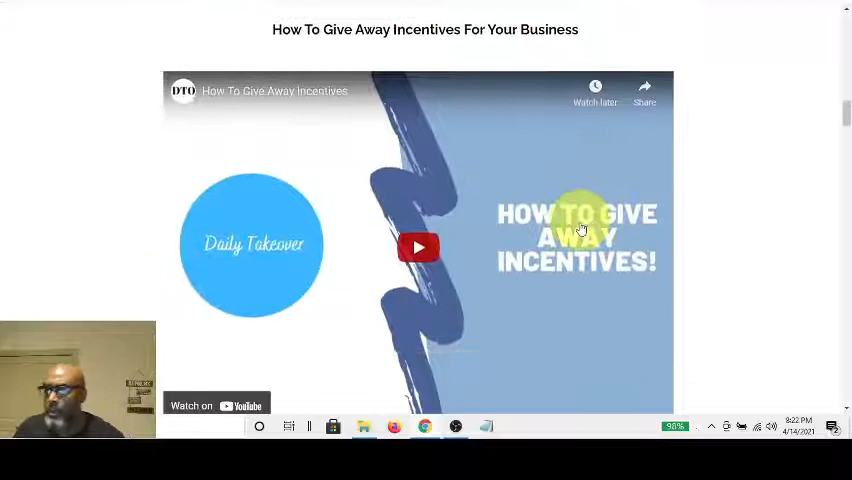 How To Give Away Incentives For Your Business
DTO How To Give Away Incentives
Watch later
Share
Daily Takeover
HOW TO GIVE
AWAY
INCENTIVES!
Watch on YouTube
98%
8:22 PM
4/14/2021
2